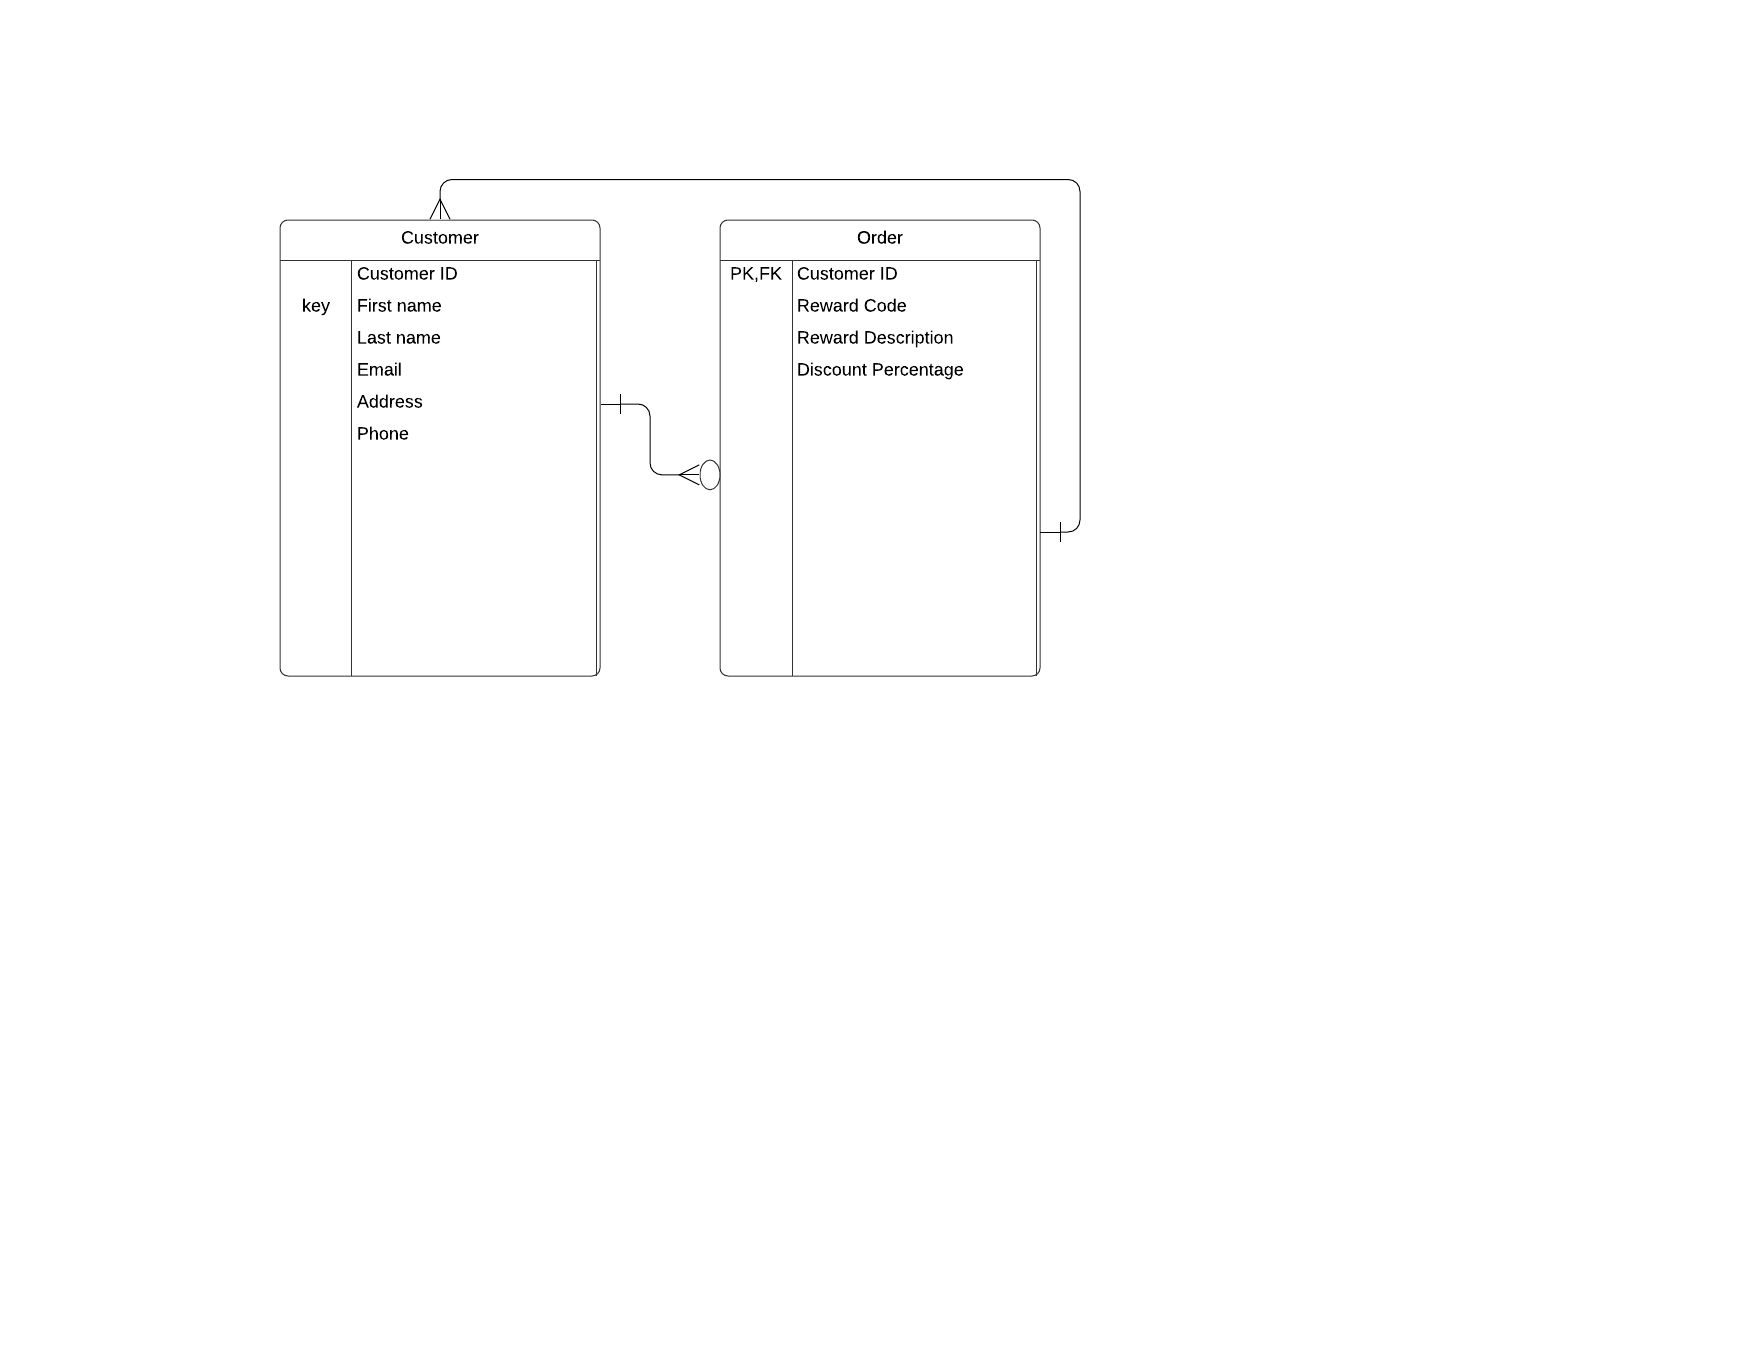 Customer
Customer ID
key First name
Last name
Email
Address
Phone
Order
PK,FK Customer ID
Reward Code
Reward Description
Discount Percentage